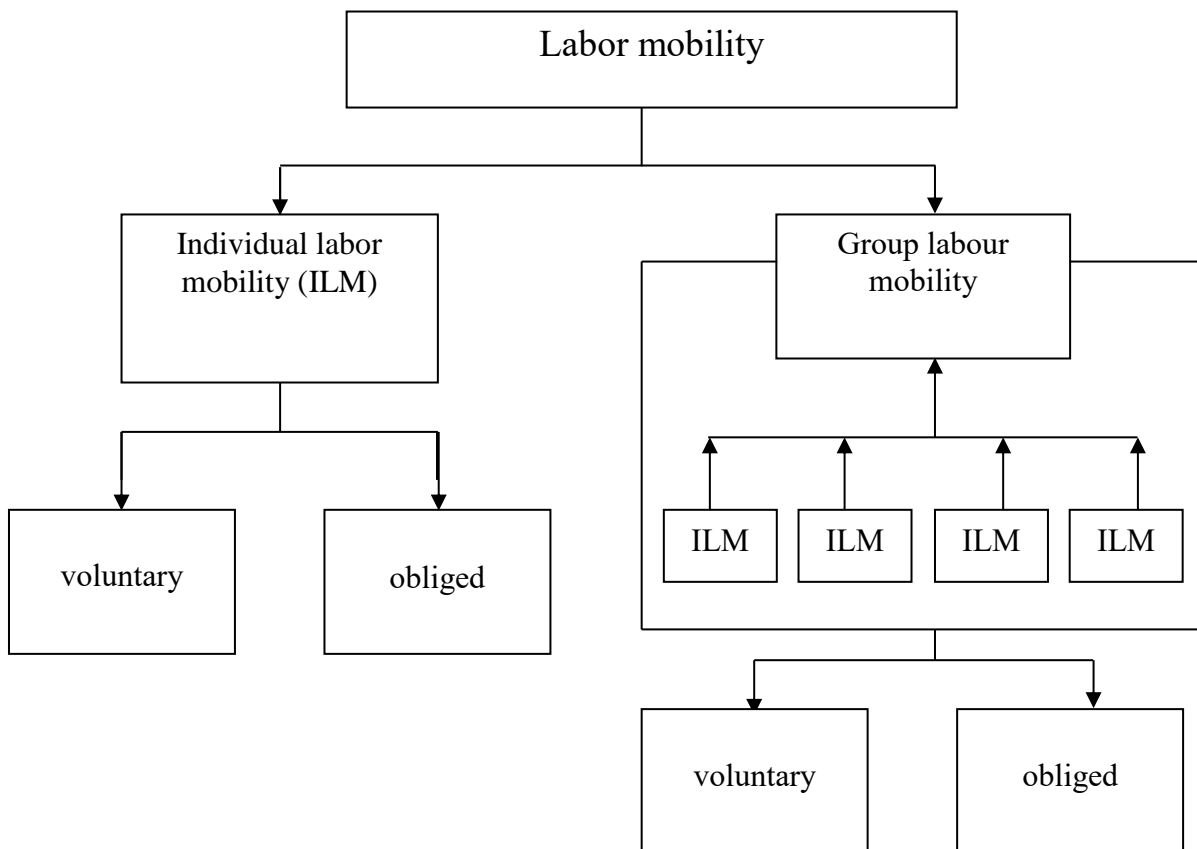 Labor mobility
Individual labor
mobility (ILM)
Group labour
mobility
ILM
ILM
ILM
ILM
voluntary
obliged
voluntary
obliged